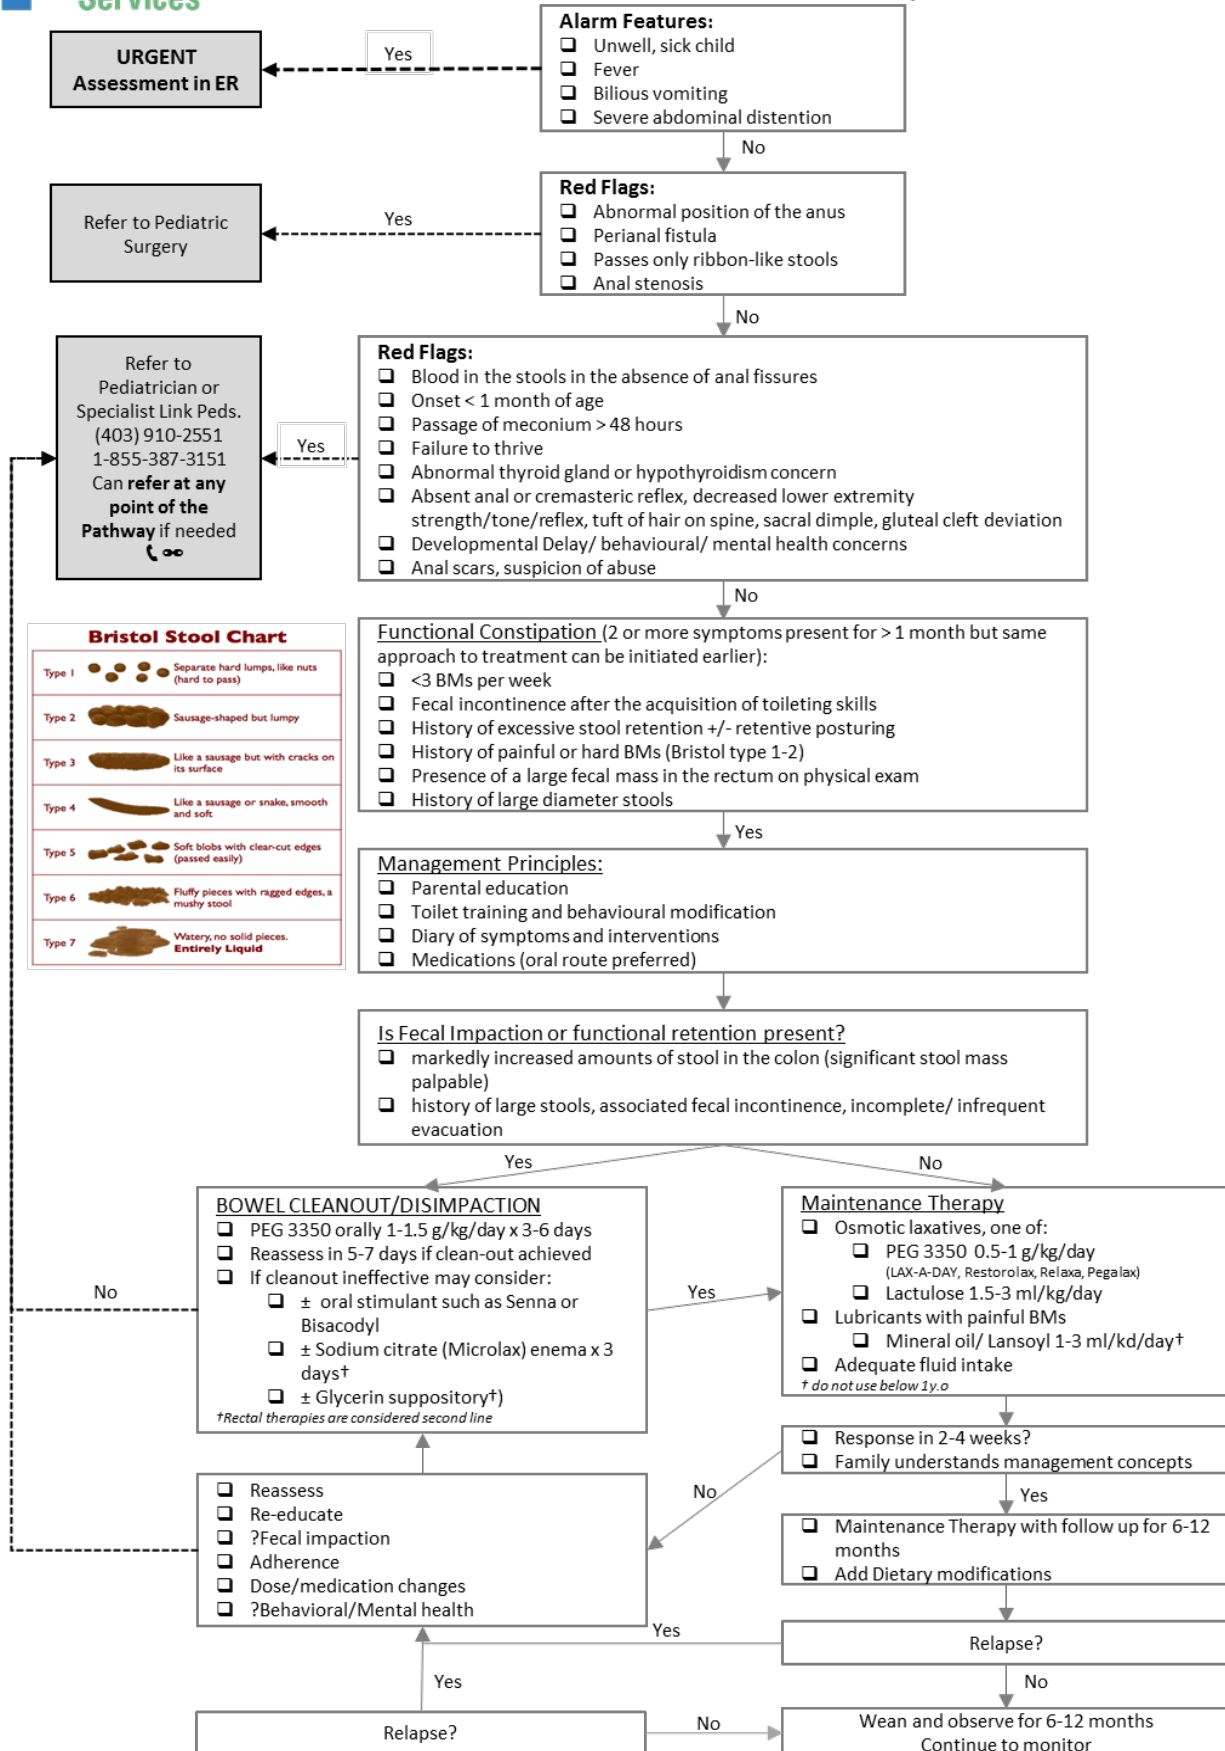 Services
Alarm Features:
❑ Unwell, sick child
❑ Fever
❑ Bilious vomiting
❑ Severe abdominal distention
Yes
URGENT
Assessment in ER
No
Red Flags:
❑ Abnormal position of the anus
❑ Perianal fistula
❑ Passes only ribbon-like stools
❑ Anal stenosis
Yes
Refer to Pediatric
Surgery
No
Red Flags:
❑ Blood in the stools in the absence of anal fissures
❑ Onset < 1 month of age
❑ Passage of meconium > 48 hours
❑ Failure to thrive
❑ Abnormal thyroid gland or hypothyroidism concern
❑ Absent anal or cremasteric reflex, decreased lower extremity
strength/tone/reflex, tuft of hair on spine, sacral dimple, gluteal cleft deviation
❑ Developmental Delay/ behavioural/ mental health concerns
❑ Anal scars, suspicion of abuse
Yes
Refer to
Pediatrician or
Specialist Link Peds.
(403) 910-2551
1-855-387-3151
Can refer at any
point of the
Pathway if needed
No
Functional Constipation (2 or more symptoms present for > 1 month but same
approach to treatment can be initiated earlier):
❑ <3 BMs per week
❑ Fecal incontinence after the acquisition of toileting skills
❑ History of excessive stool retention +/- retentive posturing
❑ History of painful or hard BMs (Bristol type 1-2)
❑ Presence of a large fecal mass in the rectum on physical exam
❑ History of large diameter stools
Bristol Stool Chart
Type 1 Separate hard lumps, like nuts
(hard to pass)
Type 2 Sausage-shaped but lumpy
Type 3 Like a sausage but with cracks on
its surface
Type 4 Like a sausage or snake, smooth
and soft
Type 5 Soft blobs with clear-cut edges
(passed easily)
Type 6 Fluffy pieces with ragged edges, a
mushy stool
Type 7 Watery, no solid pieces.
Entirely Liquid
Yes
Management Principles:
❑ Parental education
❑ Toilet training and behavioural modification
❑ Diary of symptoms and interventions
❑ Medications (oral route preferred)
Is Fecal Impaction or functional retention present?
❑ markedly increased amounts of stool in the colon (significant stool mass
palpable)
❑ history of large stools, associated fecal incontinence, incomplete/ infrequent
evacuation
Yes
No
BOWEL CLEANOUT/DISIMPACTION
❑ PEG 3350 orally 1-1.5 g/kg/day x 3-6 days
❑ Reassess in 5-7 days if clean-out achieved
❑ If cleanout ineffective may consider:
❑ ± oral stimulant such as Senna or
Bisacodyl
❑ ± Sodium citrate (Microlax) enema x 3
days†
❑ ± Glycerin suppository†)
†Rectal therapies are considered second line
No
Yes
Maintenance Therapy
❑ Osmotic laxatives, one of:
❑ PEG 3350 0.5-1 g/kg/day
(LAX-A-DAY, Restorolax, Relaxa, Pegalax)
❑ Lactulose 1.5-3 ml/kg/day
❑ Lubricants with painful BMs
❑ Mineral oil/ Lansoyl 1-3 ml/kd/day†
❑ Adequate fluid intake
† do not use below 1y.o
❑ Response in 2-4 weeks?
❑ Family understands management concepts
No
Yes
❑ Reassess
❑ Re-educate
❑ ?Fecal impaction
❑ Adherence
❑ Dose/medication changes
❑ ?Behavioral/Mental health
❑ Maintenance Therapy with follow up for 6-12
months
❑ Add Dietary modifications
Yes
Relapse?
Yes
No
Relapse?
No
Wean and observe for 6-12 months
Continue to monitor